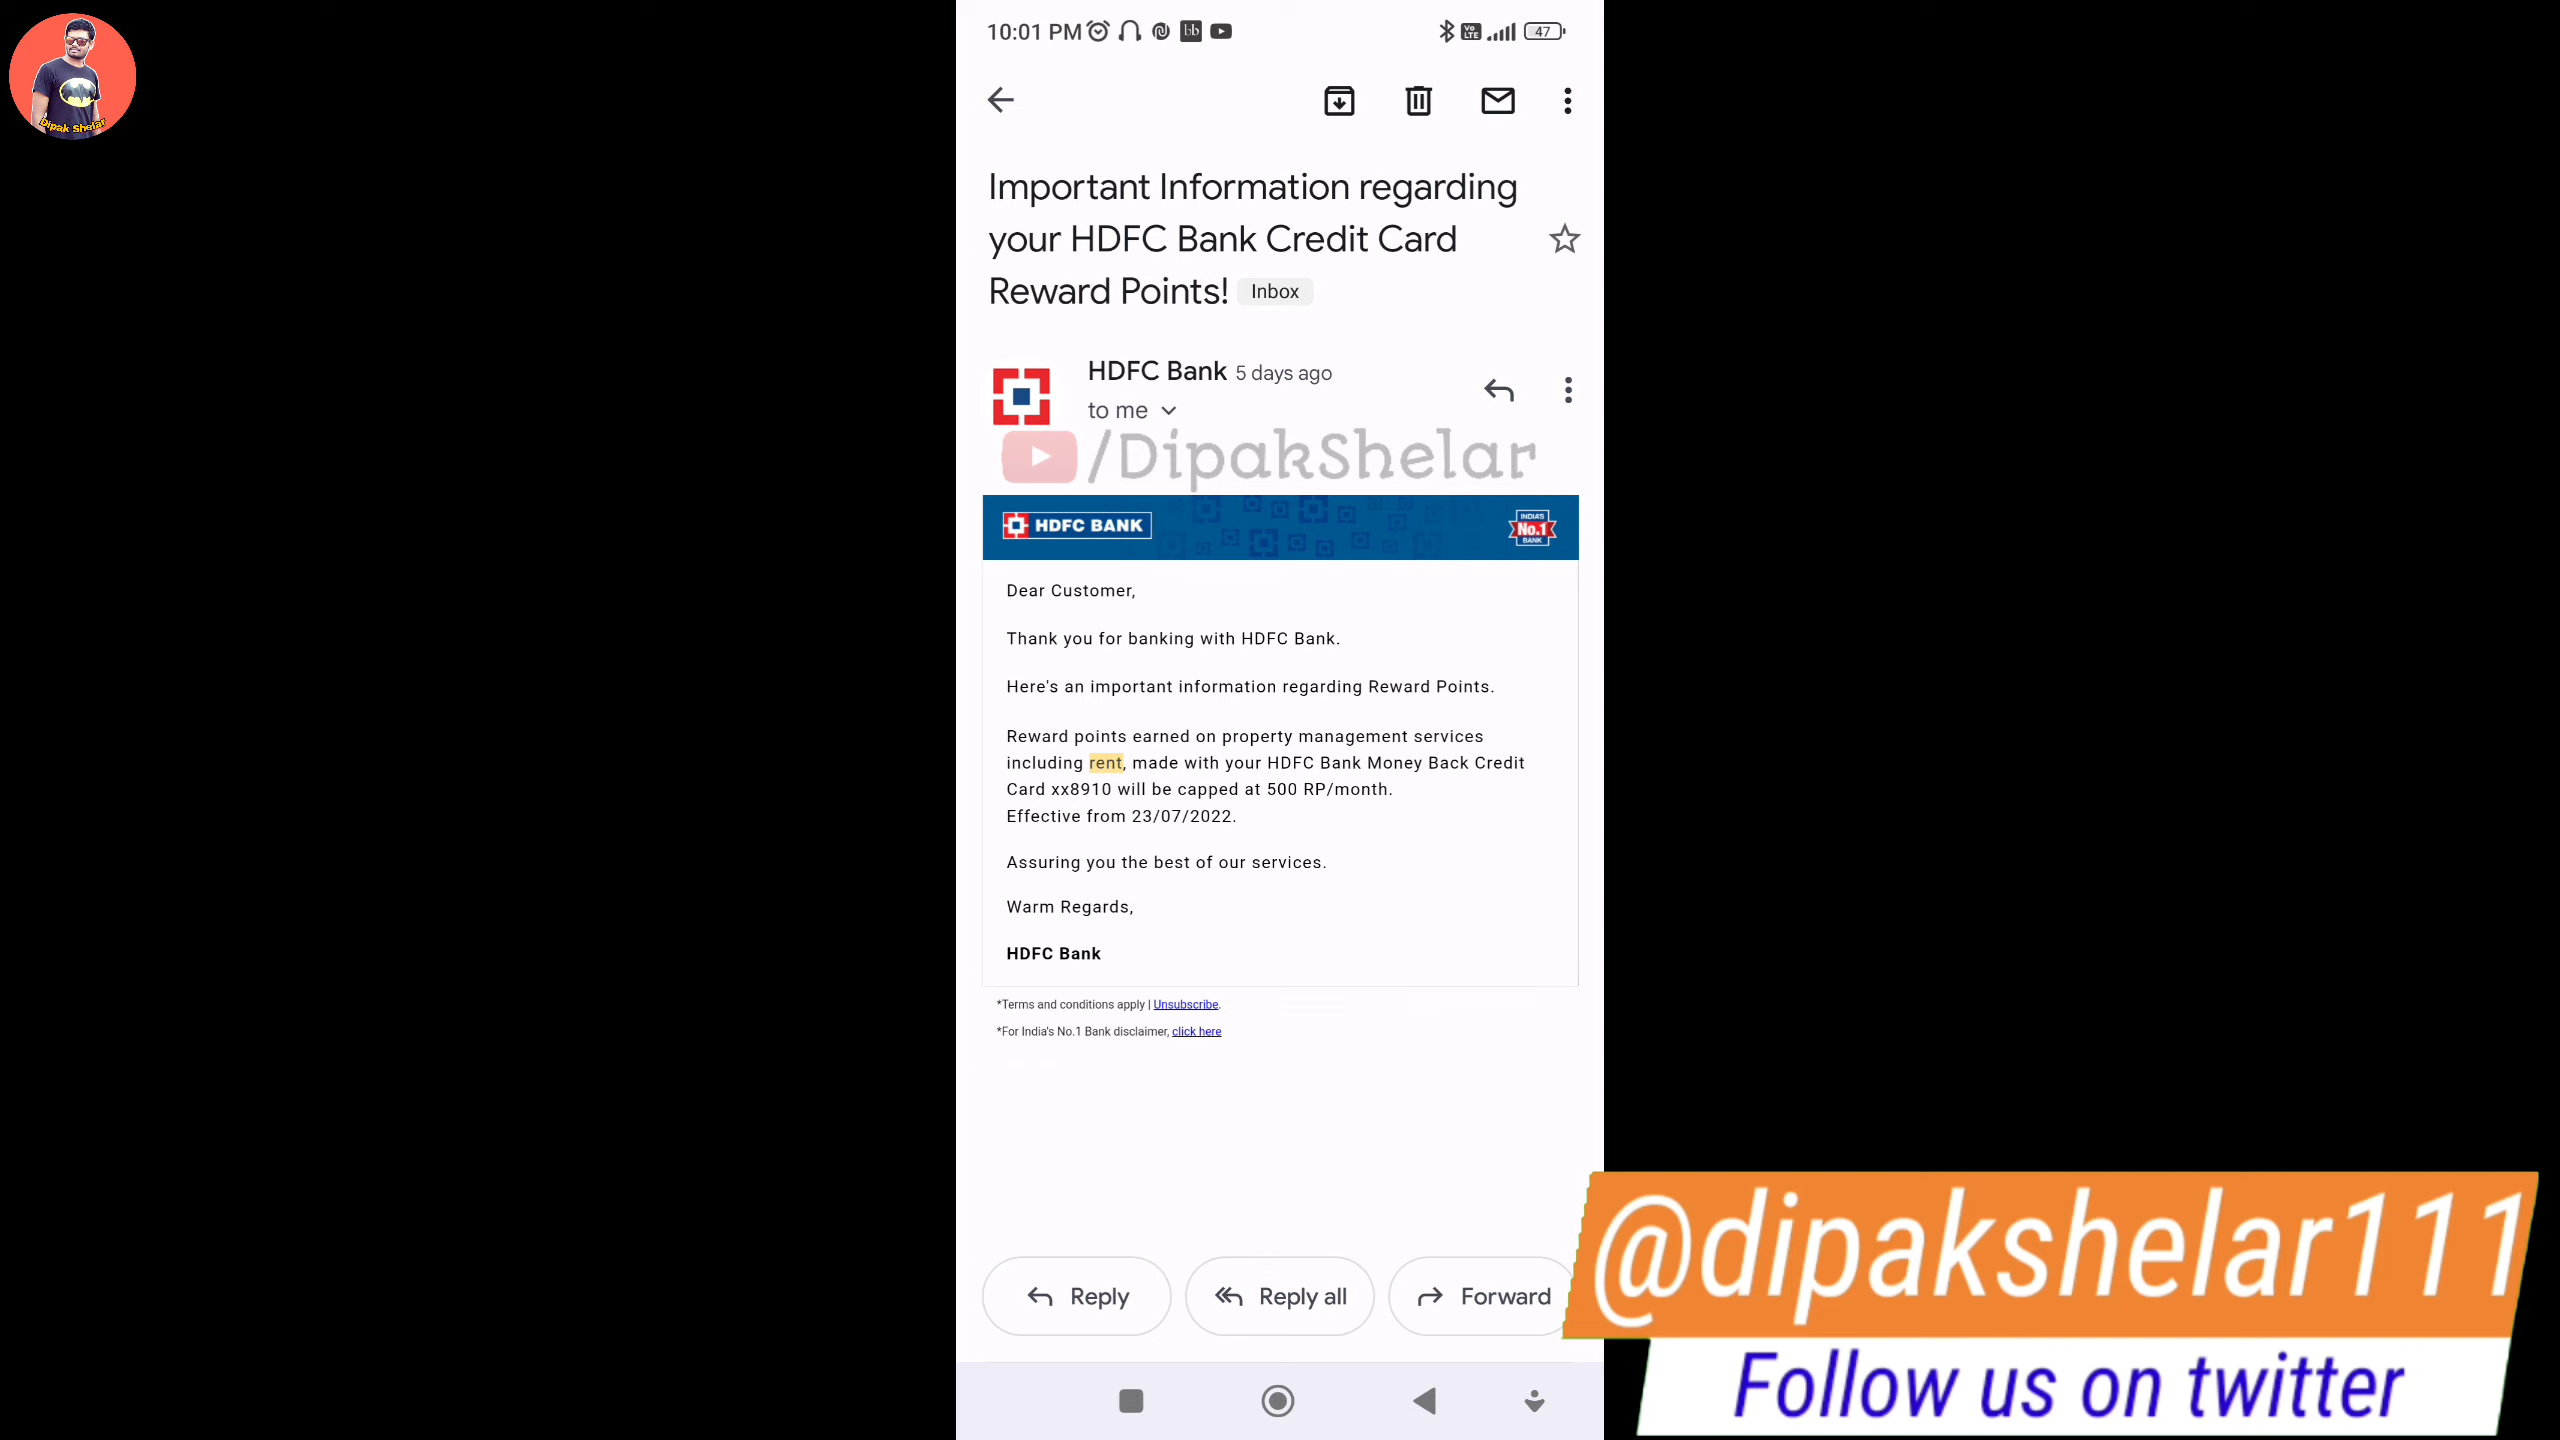 Dipak Shelar
10:01 PM
bb
Vo LTE
47
Important Information regarding
your HDFC Bank Credit Card
Reward Points! Inbox
HDFC Bank 5 days ago
to me
/DipakShelar
HDFC BANK
INDIA'S
No.1
BANK
Dear Customer,
Thank you for banking with HDFC Bank.
Here's an important information regarding Reward Points.
Reward points earned on property management services
including rent, made with your HDFC Bank Money Back Credit
Card xx8910 will be capped at 500 RP/month.
Effective from 23/07/2022.
Assuring you the best of our services.
Warm Regards,
HDFC Bank
*Terms and conditions apply | Unsubscribe.
*For India's No.1 Bank disclaimer, click here
Reply
Reply all
Forward
@dipakshelar111
Follow us on twitter